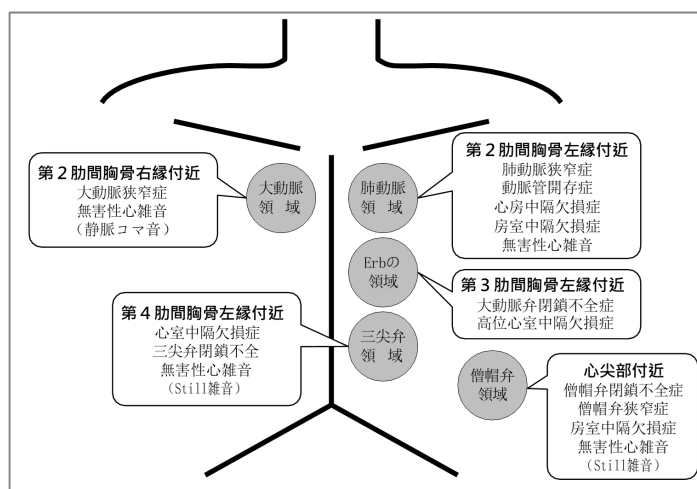 第２肋間胸骨右縁付近
大動脈狭窄症
無害性心雑音
（静脈コマ音）
大動脈
領　域
肺動脈
領　域
第２肋間胸骨左縁付近
肺動脈狭窄症
動脈管開存症
心房中隔欠損症
房室中隔欠損症
無害性心雑音
Erbの
領域
第３肋間胸骨左縁付近
大動脈弁閉鎖不全症
高位心室中隔欠損症
第４肋間胸骨左縁付近
心室中隔欠損症
三尖弁閉鎖不全
無害性心雑音
(Still雑音)
三尖弁
領　域
僧帽弁
領域
心尖部付近
僧帽弁閉鎖不全症
僧帽弁狭窄症
房室中隔欠損症
無害性心雑音
(Still雑音)